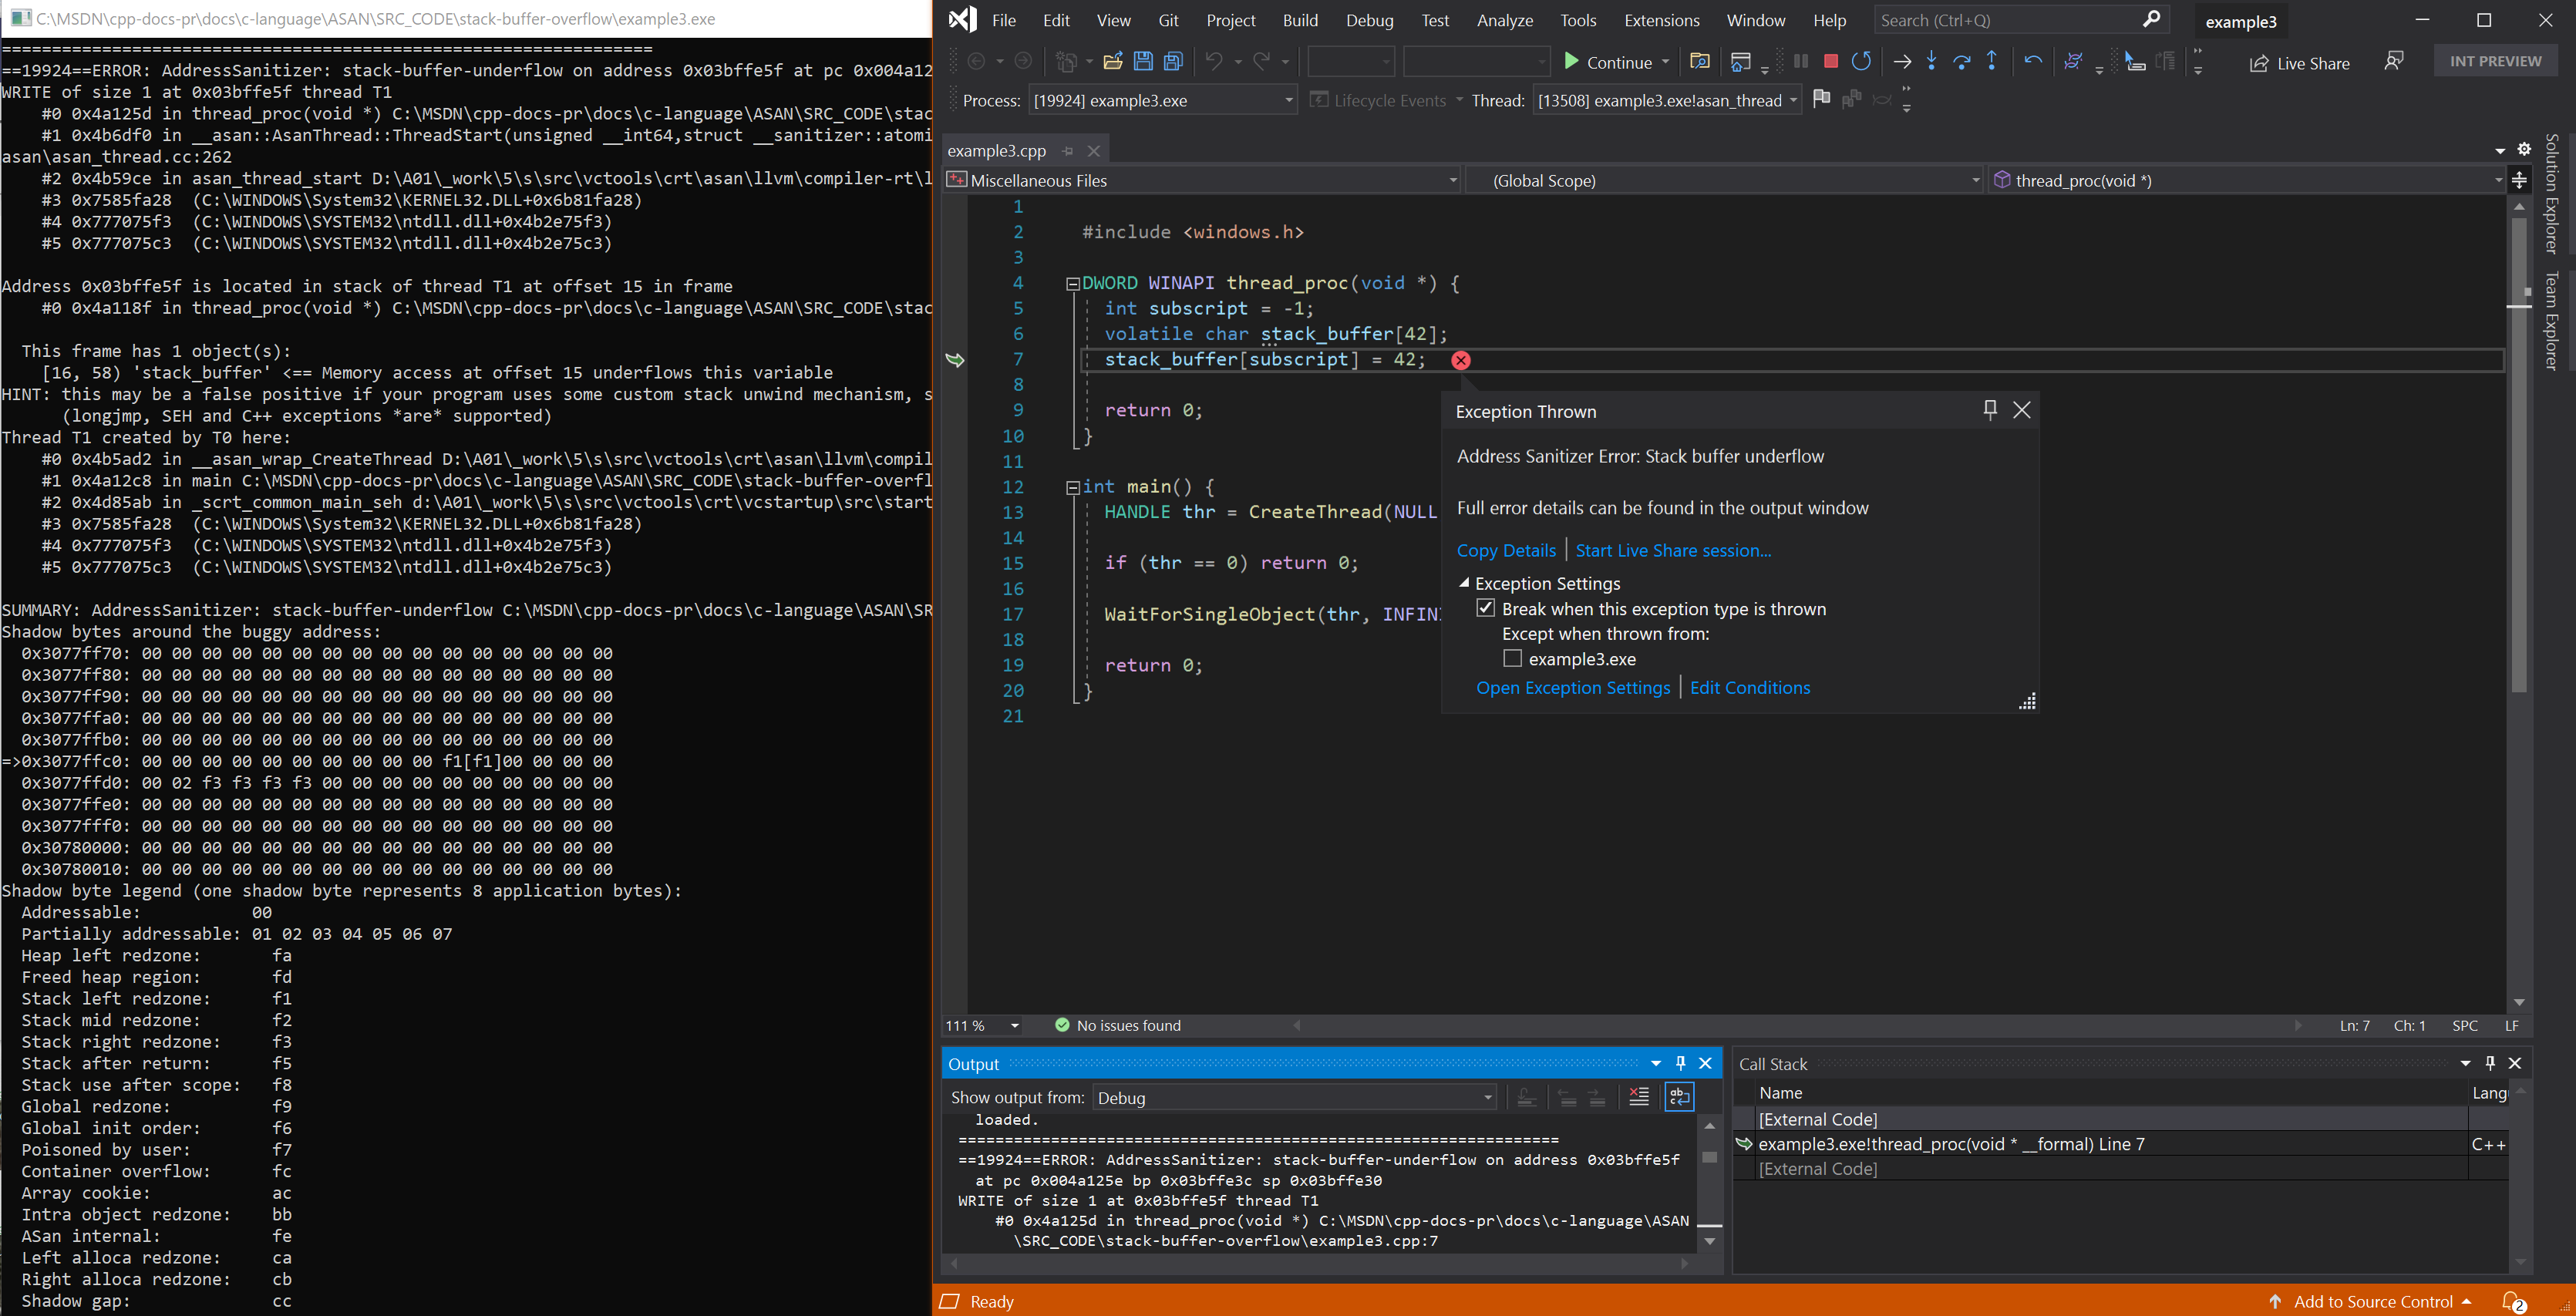 C:\MSDN\cpp-docs-pr\docs\c-language\ASAN\SRC_CODE\stack-buffer-overflow\example3.exe
=================================================================
==19924==ERROR: AddressSanitizer: stack-buffer-underflow on address 0x03bffe5f at pc 0x004a12
WRITE of size 1 at 0x03bffe5f thread T1
#0 0x4a125d in thread_proc(void *) C:\MSDN\cpp-docs-pr\docs\c-language\ASAN\SRC_CODE\stac
#1 0x4b6df0 in __asan::AsanThread::ThreadStart(unsigned __int64,struct __sanitizer::atomi
asan\asan_thread.cc:262
#2 0x4b59ce in asan_thread_start D:\A01\_work\5\s\src\vctools\crt\asan\llvm\compiler-rt\l
#3 0x7585fa28  (C:\WINDOWS\System32\KERNEL32.DLL+0x6b81fa28)
#4 0x777075f3  (C:\WINDOWS\SYSTEM32\ntdll.dll+0x4b2e75f3)
#5 0x777075c3  (C:\WINDOWS\SYSTEM32\ntdll.dll+0x4b2e75c3)
Address 0x03bffe5f is located in stack of thread T1 at offset 15 in frame
#0 0x4a118f in thread_proc(void *) C:\MSDN\cpp-docs-pr\docs\c-language\ASAN\SRC_CODE\stac
This frame has 1 object(s):
[16, 58) 'stack_buffer' <== Memory access at offset 15 underflows this variable
HINT: this may be a false positive if your program uses some custom stack unwind mechanism, s
(longjmp, SEH and C++ exceptions *are* supported)
Thread T1 created by T0 here:
#0 0x4b5ad2 in __asan_wrap_CreateThread D:\A01\_work\5\s\src\vctools\crt\asan\llvm\compil
#1 0x4a12c8 in main C:\MSDN\cpp-docs-pr\docs\c-language\ASAN\SRC_CODE\stack-buffer-overfl
#2 0x4d85ab in _scrt_common_main_seh d:\A01\_work\5\s\src\vctools\crt\vcstartup\src\start
#3 0x7585fa28  (C:\WINDOWS\System32\KERNEL32.DLL+0x6b81fa28)
#4 0x777075f3  (C:\WINDOWS\SYSTEM32\ntdll.dll+0x4b2e75f3)
#5 0x777075c3  (C:\WINDOWS\SYSTEM32\ntdll.dll+0x4b2e75c3)
SUMMARY: AddressSanitizer: stack-buffer-underflow C:\MSDN\cpp-docs-pr\docs\c-language\ASAN\SR
Shadow bytes around the buggy address:
0x3077ff70: 00 00 00 00 00 00 00 00 00 00 00 00 00 00 00 00
0x3077ff80: 00 00 00 00 00 00 00 00 00 00 00 00 00 00 00 00
0x3077ff90: 00 00 00 00 00 00 00 00 00 00 00 00 00 00 00 00
0x3077ffa0: 00 00 00 00 00 00 00 00 00 00 00 00 00 00 00 00
0x3077ffb0: 00 00 00 00 00 00 00 00 00 00 00 00 00 00 00 00
=>0x3077ffc0: 00 00 00 00 00 00 00 00 00 00 f1[f1]00 00 00 00
0x3077ffd0: 00 02 f3 f3 f3 f3 00 00 00 00 00 00 00 00 00 00
0x3077ffe0: 00 00 00 00 00 00 00 00 00 00 00 00 00 00 00 00
0x3077fff0: 00 00 00 00 00 00 00 00 00 00 00 00 00 00 00 00
0x30780000: 00 00 00 00 00 00 00 00 00 00 00 00 00 00 00 00
0x30780010: 00 00 00 00 00 00 00 00 00 00 00 00 00 00 00 00
Shadow byte legend (one shadow byte represents 8 application bytes):
Addressable: 00
Partially addressable: 01 02 03 04 05 06 07
Heap left redzone: fa
Freed heap region: fd
Stack left redzone: f1
Stack mid redzone: f2
Stack right redzone: f3
Stack after return: f5
Stack use after scope: f8
Global redzone: f9
Global init order: f6
Poisoned by user: f7
Container overflow: fc
Array cookie: ac
Intra object redzone: bb
ASan internal: fe
Left alloca redzone: ca
Right alloca redzone: cb
Shadow gap: cc
File Edit View Git Project Build Debug Test Analyze Tools Extensions Window Help Search (Ctrl+Q) example3
Continue Live Share INT PREVIEW
Process: [19924] example3.exe Lifecycle Events Thread: [13508] example3.exe!asan_thread
example3.cpp
Miscellaneous Files (Global Scope) thread_proc(void *)
Solution Explorer
Team Explorer
1
2 #include <windows.h>
3
4 DWORD WINAPI thread_proc(void *) {
5 int subscript = -1;
6 volatile char stack_buffer[42];
7 stack_buffer[subscript] = 42;
8
9 return 0;
10 }
11
12 int main() {
13 HANDLE thr = CreateThread(NULL
14
15 if (thr == 0) return 0;
16
17 WaitForSingleObject(thr, INFIN
18
19 return 0;
20 }
21
Exception Thrown
Address Sanitizer Error: Stack buffer underflow
Full error details can be found in the output window
Copy Details | Start Live Share session...
Exception Settings
Break when this exception type is thrown
Except when thrown from:
example3.exe
Open Exception Settings | Edit Conditions
111 % No issues found Ln: 7 Ch: 1 SPC LF
Output
Show output from: Debug
loaded.
=================================================================
==19924==ERROR: AddressSanitizer: stack-buffer-underflow on address 0x03bffe5f
at pc 0x004a125e bp 0x03bffe3c sp 0x03bffe30
WRITE of size 1 at 0x03bffe5f thread T1
#0 0x4a125d in thread_proc(void *) C:\MSDN\cpp-docs-pr\docs\c-language\ASAN
\SRC_CODE\stack-buffer-overflow\example3.cpp:7
Call Stack
Name Lang
[External Code]
example3.exe!thread_proc(void * __formal) Line 7 C++
[External Code]
Ready Add to Source Control 2